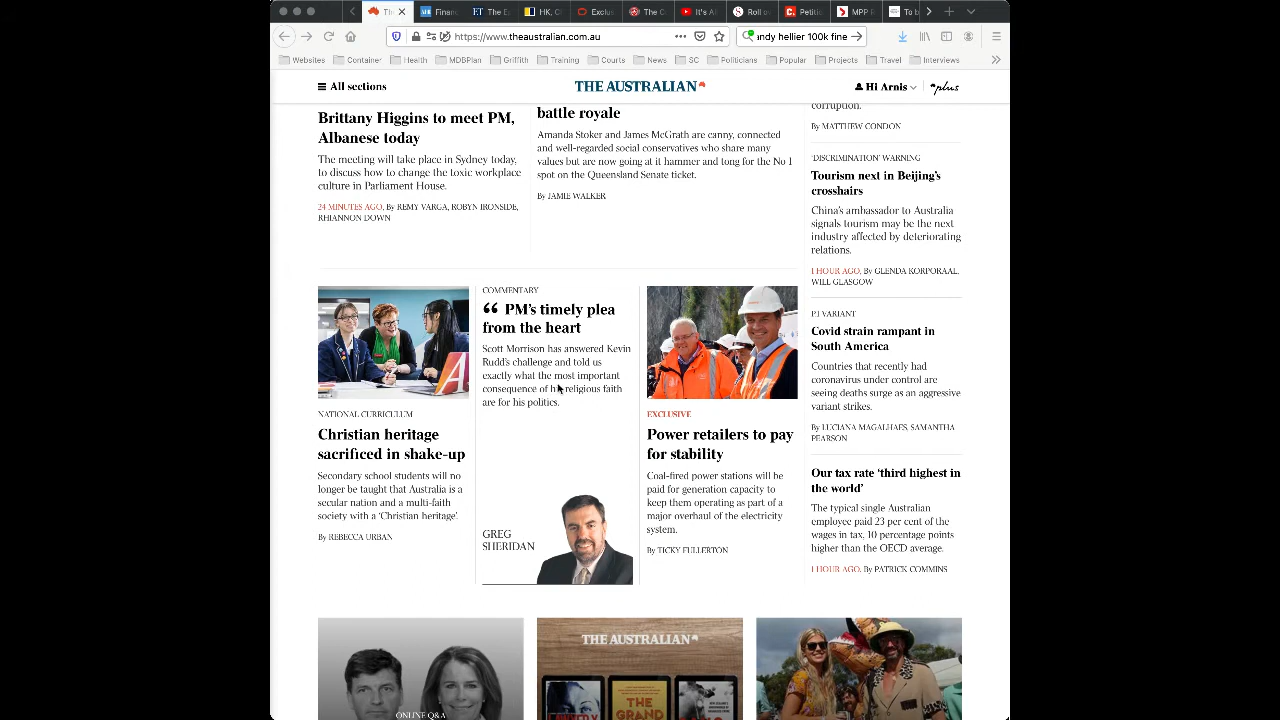 The
Financ
The E
HK, C
Exclus
The C
It's Al
Roll o
Petiti
MPP F
To b
https://www.theaustralian.com.au
andy hellier 100k fine
Websites Container Health MDBPlan Griffith Training Courts News SC Politicians Popular Projects Travel Interviews
All sections
THE AUSTRALIAN
Hi Arnis
plus
Brittany Higgins to meet PM,
Albanese today
The meeting will take place in Sydney today,
to discuss how to change the toxic workplace
culture in Parliament House.
24 MINUTES AGO, By REMY VARGA, ROBYN IRONSIDE,
RHIANNON DOWN
battle royale
Amanda Stoker and James McGrath are canny, connected
and well-regarded social conservatives who share many
values but are now going at it hammer and tong for the No 1
spot on the Queensland Senate ticket.
By JAMIE WALKER
corruption.
By MATTHEW CONDON
'DISCRIMINATION' WARNING
Tourism next in Beijing's
crosshairs
China's ambassador to Australia
signals tourism may be the next
industry affected by deteriorating
relations.
1 HOUR AGO, By GLENDA KORPORAAL,
WILL GLASGOW
P.1 VARIANT
Covid strain rampant in
South America
Countries that recently had
coronavirus under control are
seeing deaths surge as an aggressive
variant strikes.
By LUCIANA MAGALHAES, SAMANTHA
PEARSON
Our tax rate 'third highest in
the world'
The typical single Australian
employee paid 23 per cent of the
wages in tax, 10 percentage points
higher than the OECD average.
1 HOUR AGO, By PATRICK COMMINS
NATIONAL CURRICULUM
Christian heritage
sacrificed in shake-up
Secondary school students will no
longer be taught that Australia is a
secular nation and a multi-faith
society with a 'Christian heritage'.
By REBECCA URBAN
COMMENTARY
“ PM's timely plea
from the heart
Scott Morrison has answered Kevin
Rudd's challenge and told us
exactly what the most important
consequence of his religious faith
are for his politics.
GREG
SHERIDAN
EXCLUSIVE
Power retailers to pay
for stability
Coal-fired power stations will be
paid for generation capacity to
keep them operating as part of a
major overhaul of the electricity
system.
By TICKY FULLERTON
ONLINE Q&A
THE AUSTRALIAN
THE
GRAND